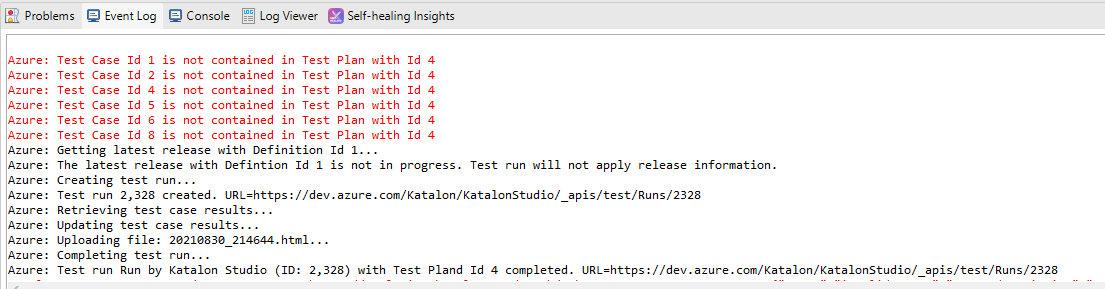 Problems Event Log Console Log Viewer Self-healing Insights
Azure: Test Case Id 1 is not contained in Test Plan with Id 4
Azure: Test Case Id 2 is not contained in Test Plan with Id 4
Azure: Test Case Id 4 is not contained in Test Plan with Id 4
Azure: Test Case Id 5 is not contained in Test Plan with Id 4
Azure: Test Case Id 6 is not contained in Test Plan with Id 4
Azure: Test Case Id 8 is not contained in Test Plan with Id 4
Azure: Getting latest release with Definition Id 1...
Azure: The latest release with Defintion Id 1 is not in progress. Test run will not apply release information.
Azure: Creating test run...
Azure: Test run 2,328 created. URL=https://dev.azure.com/Katalon/KatalonStudio/_apis/test/Runs/2328
Azure: Retrieving test case results...
Azure: Updating test case results...
Azure: Uploading file: 20210830_214644.html...
Azure: Completing test run...
Azure: Test run Run by Katalon Studio (ID: 2,328) with Test Pland Id 4 completed. URL=https://dev.azure.com/Katalon/KatalonStudio/_apis/test/Runs/2328